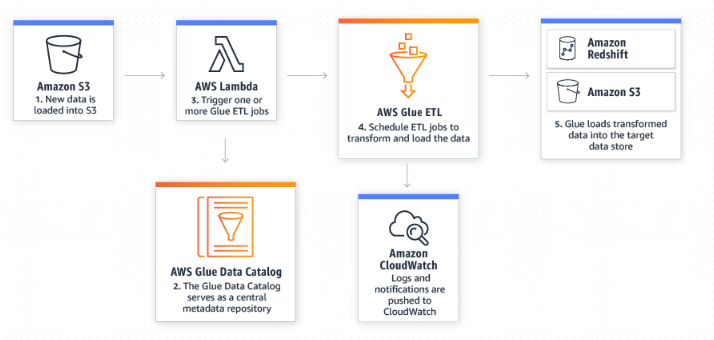 Amazon S3
1. New data is
loaded into S3
AWS Lambda
3. Trigger one or
more Glue ETL jobs
AWS Glue ETL
4. Schedule ETL jobs to
transform and load the data
Amazon
Redshift
Amazon S3
5. Glue loads transformed
data into the target
data store
AWS Glue Data Catalog
2. The Glue Data Catalog
serves as a central
metadata repository
Amazon
CloudWatch
Logs and
notifications are
pushed to
CloudWatch